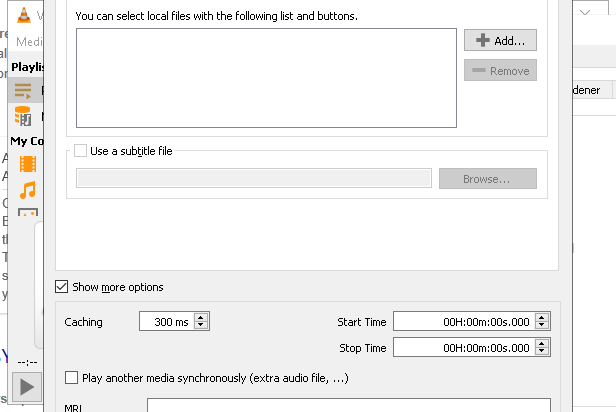 You can select local files with the following list and buttons.
Add...
Remove
Use a subtitle file
Browse...
Show more options
Caching
300 ms
Start Time
00H:00m:00s.000
Stop Time
00H:00m:00s.000
Play another media synchronously (extra audio file, ...)
MRL
V
Medi
Playlis
My Co
--:--
dener